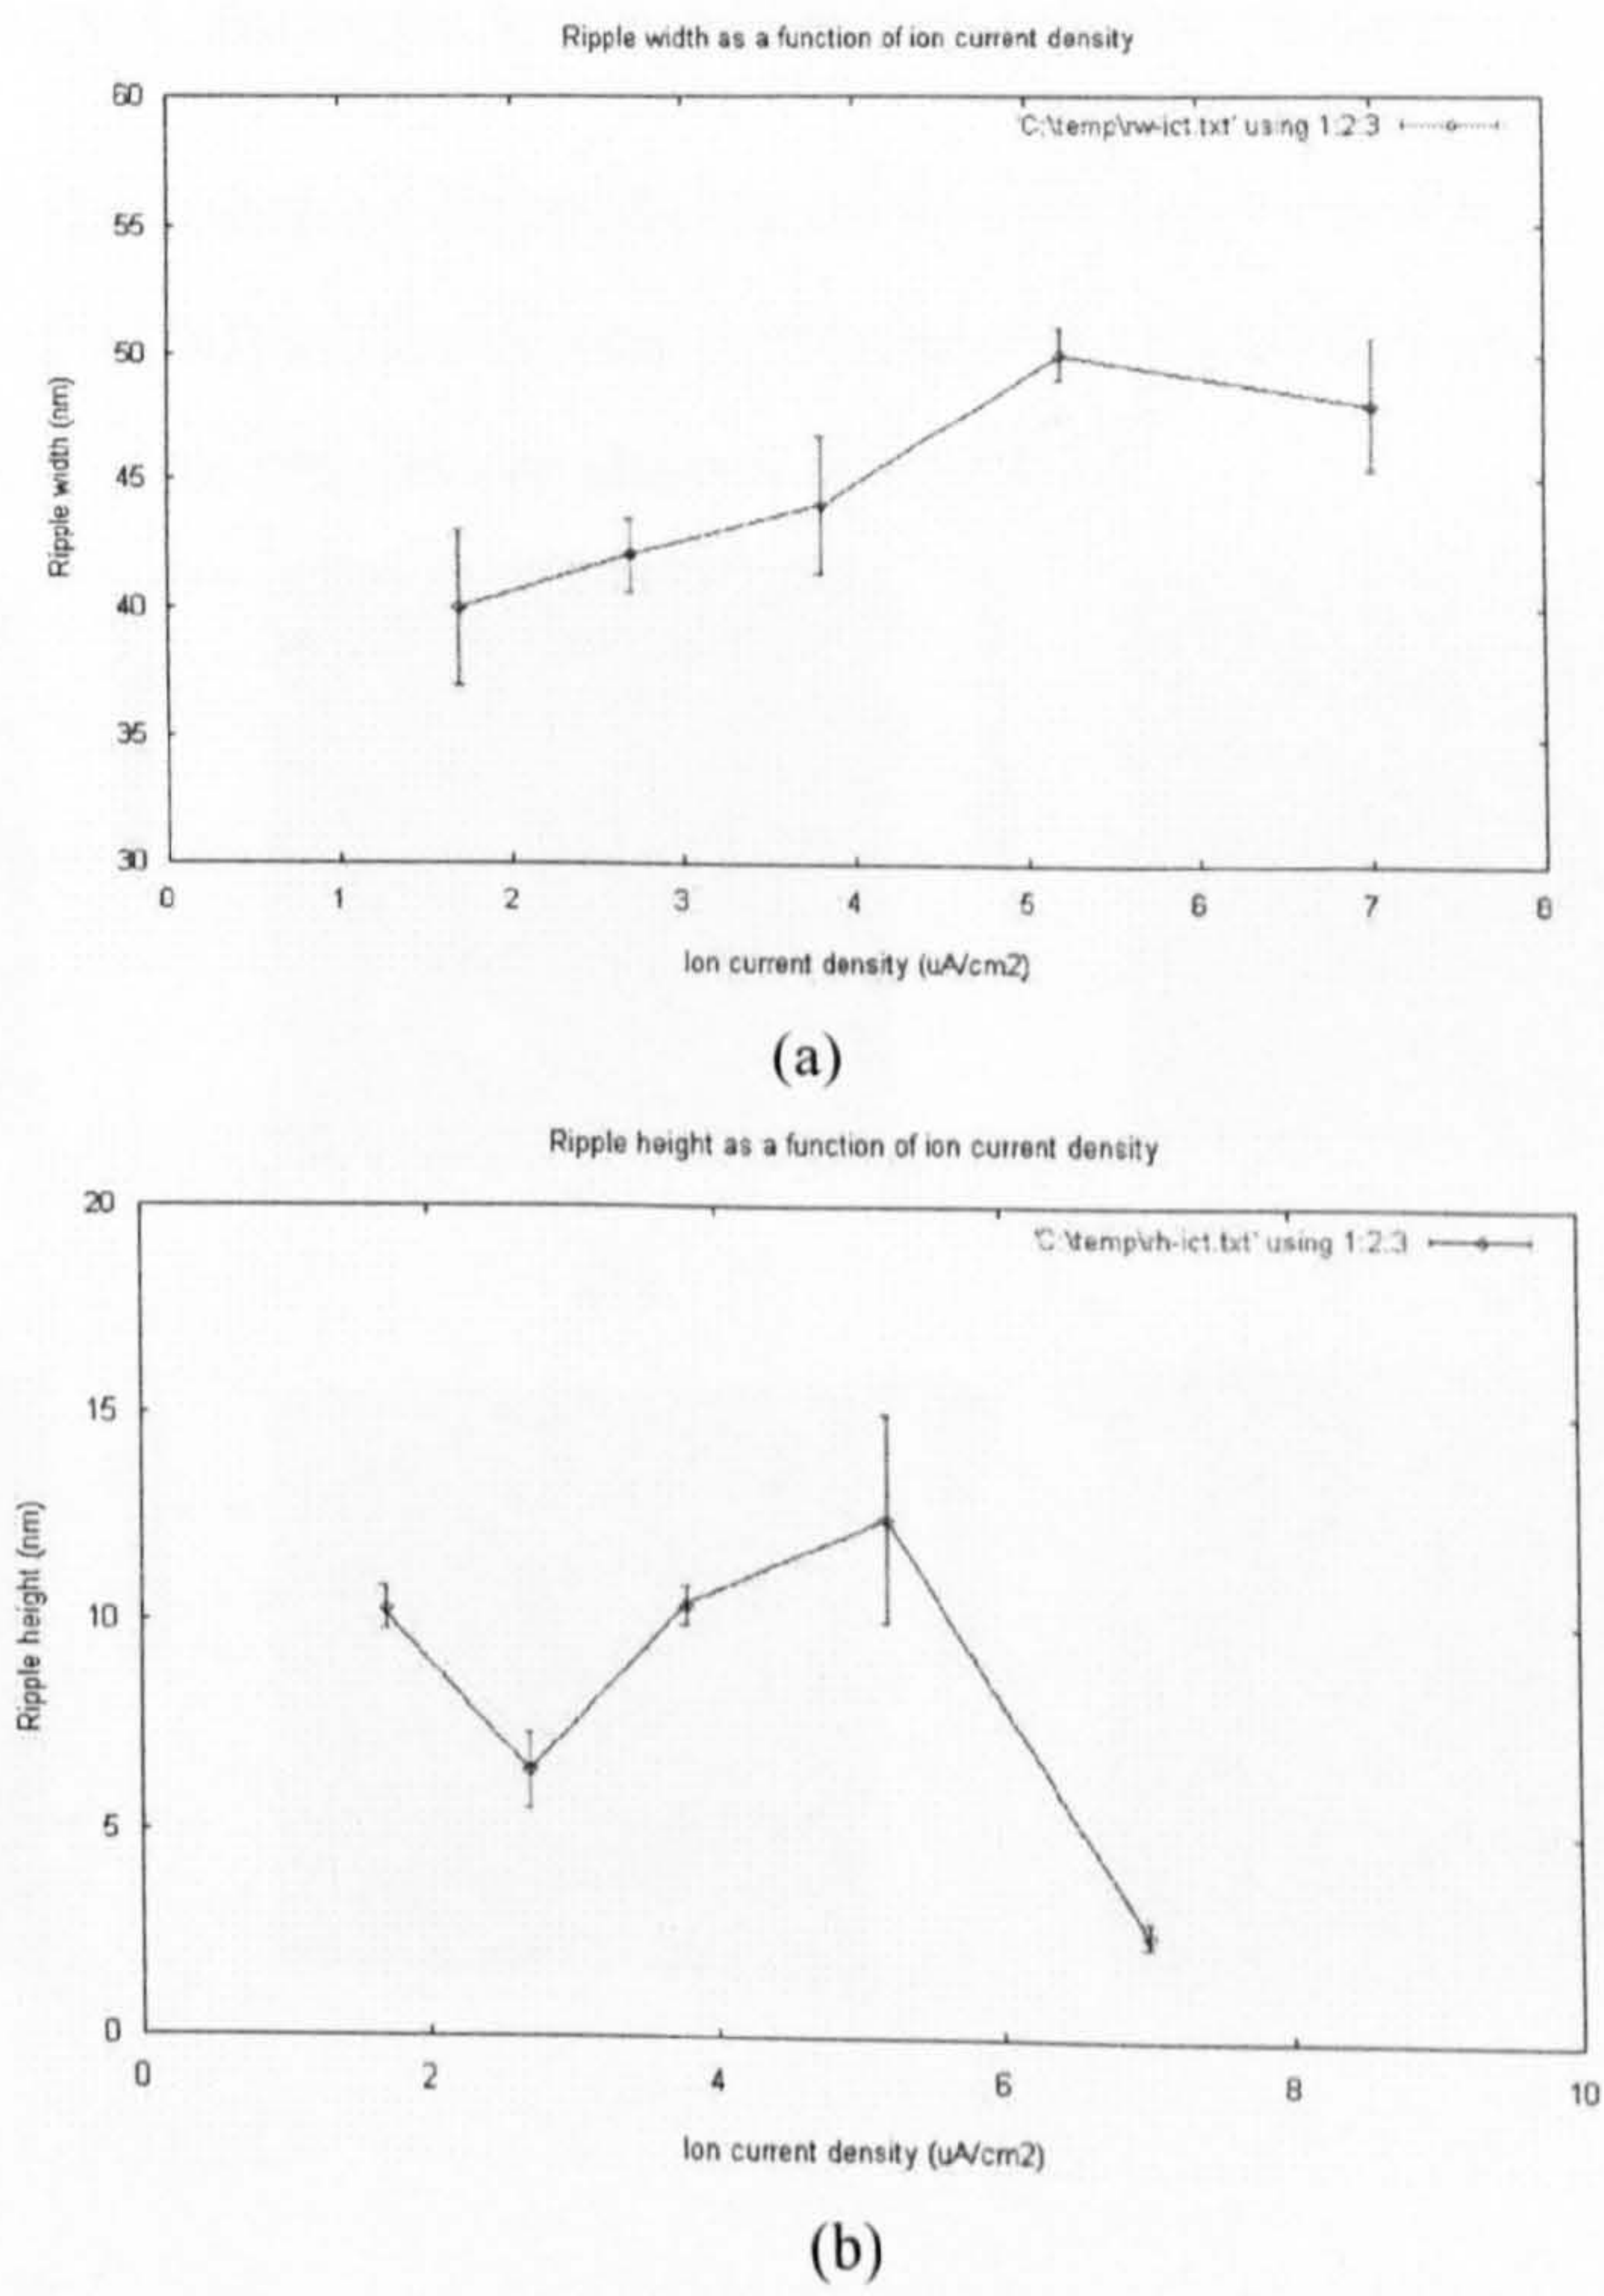 Ripple width as a function of ion current density
'C:\temp\rw-ict.txt' using 1:2:3
60
55
50
45
40
35
30
Ripple width (nm)
0 1 2 3 4 5 6 7 8
Ion current density (uA/cm2)
(a)
Ripple height as a function of ion current density
'C:\temp\rh-ict.txt' using 1:2:3
20
15
10
5
0
Ripple height (nm)
0 2 4 6 8 10
Ion current density (uA/cm2)
(b)